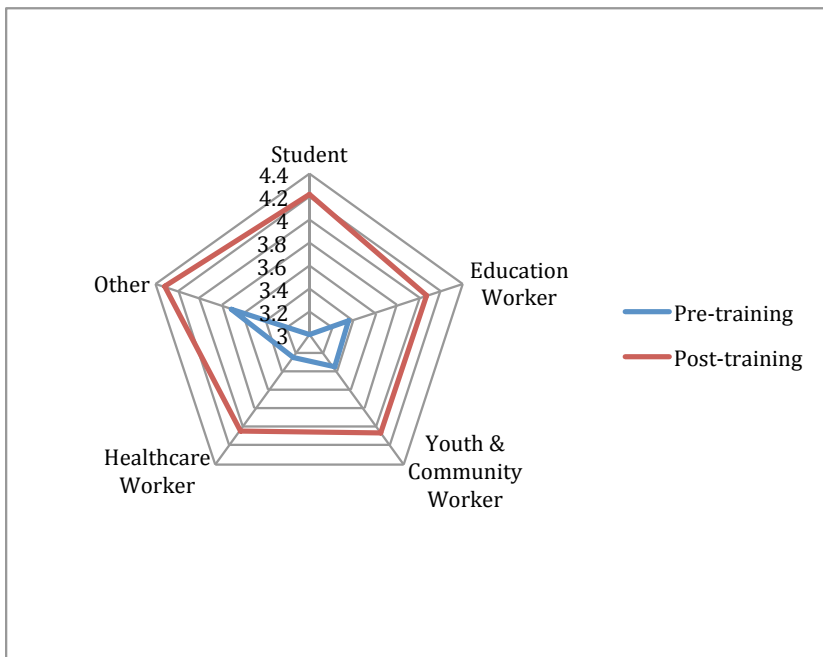 Student
4.4
4.2
4
3.8
3.6
3.4
3.2
3
Education
Worker
Youth &
Community
Worker
Healthcare
Worker
Other
Pre-training
Post-training